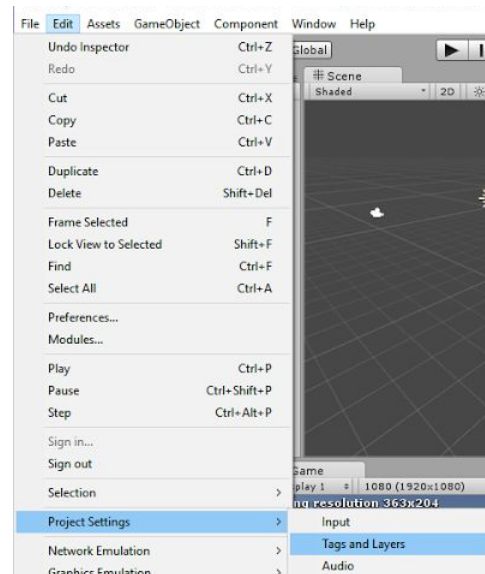 File Edit Assets GameObject Component Window Help
Undo Inspector Ctrl+Z
Redo Ctrl+Y
Cut Ctrl+X
Copy Ctrl+C
Paste Ctrl+V
Duplicate Ctrl+D
Delete Shift+Del
Frame Selected F
Lock View to Selected Shift+F
Find Ctrl+F
Select All Ctrl+A
Preferences...
Modules...
Play Ctrl+P
Pause Ctrl+Shift+P
Step Ctrl+Alt+P
Sign in...
Sign out
Selection >
Project Settings >
Network Emulation >
Graphics Emulation >
Global
# Scene
Shaded 2D
Game
play 1 1080 (1920x1080)
ng resolution 363x204
Input
Tags and Layers
Audio